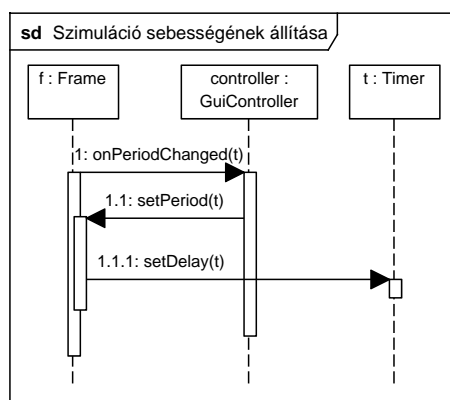 sd Szimuláció sebességének állítása
f : Frame
controller :
GuiController
t : Timer
1: onPeriodChanged(t)
1.1: setPeriod(t)
1.1.1: setDelay(t)